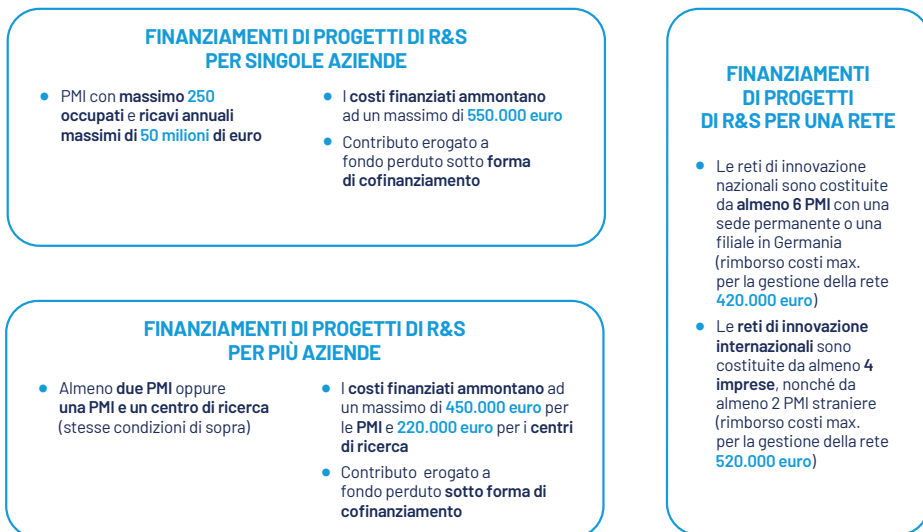 FINANZIAMENTI DI PROGETTI DI R&S
PER SINGOLE AZIENDE
PMI con massimo 250
occupati e ricavi annuali
massimi di 50 milioni di euro
I costi finanziati ammontano
ad un massimo di 550.000 euro
Contributo erogato a
fondo perduto sotto forma
di cofinanziamento
FINANZIAMENTI DI PROGETTI DI R&S
PER PIÙ AZIENDE
Almeno due PMI oppure
una PMI e un centro di ricerca
(stesse condizioni di sopra)
I costi finanziati ammontano ad
un massimo di 450.000 euro per
le PMI e 220.000 euro per i centri
di ricerca
Contributo erogato a
fondo perduto sotto forma di
cofinanziamento
FINANZIAMENTI
DI PROGETTI
DI R&S PER UNA RETE
Le reti di innovazione
nazionali sono costituite
da almeno 6 PMI con una
sede permanente o una
filiale in Germania
(rimborso costi max.
per la gestione della rete
420.000 euro)
Le reti di innovazione
internazionali sono
costituite da almeno 4
imprese, nonché da
almeno 2 PMI straniere
(rimborso costi max.
per la gestione della rete
520.000 euro)